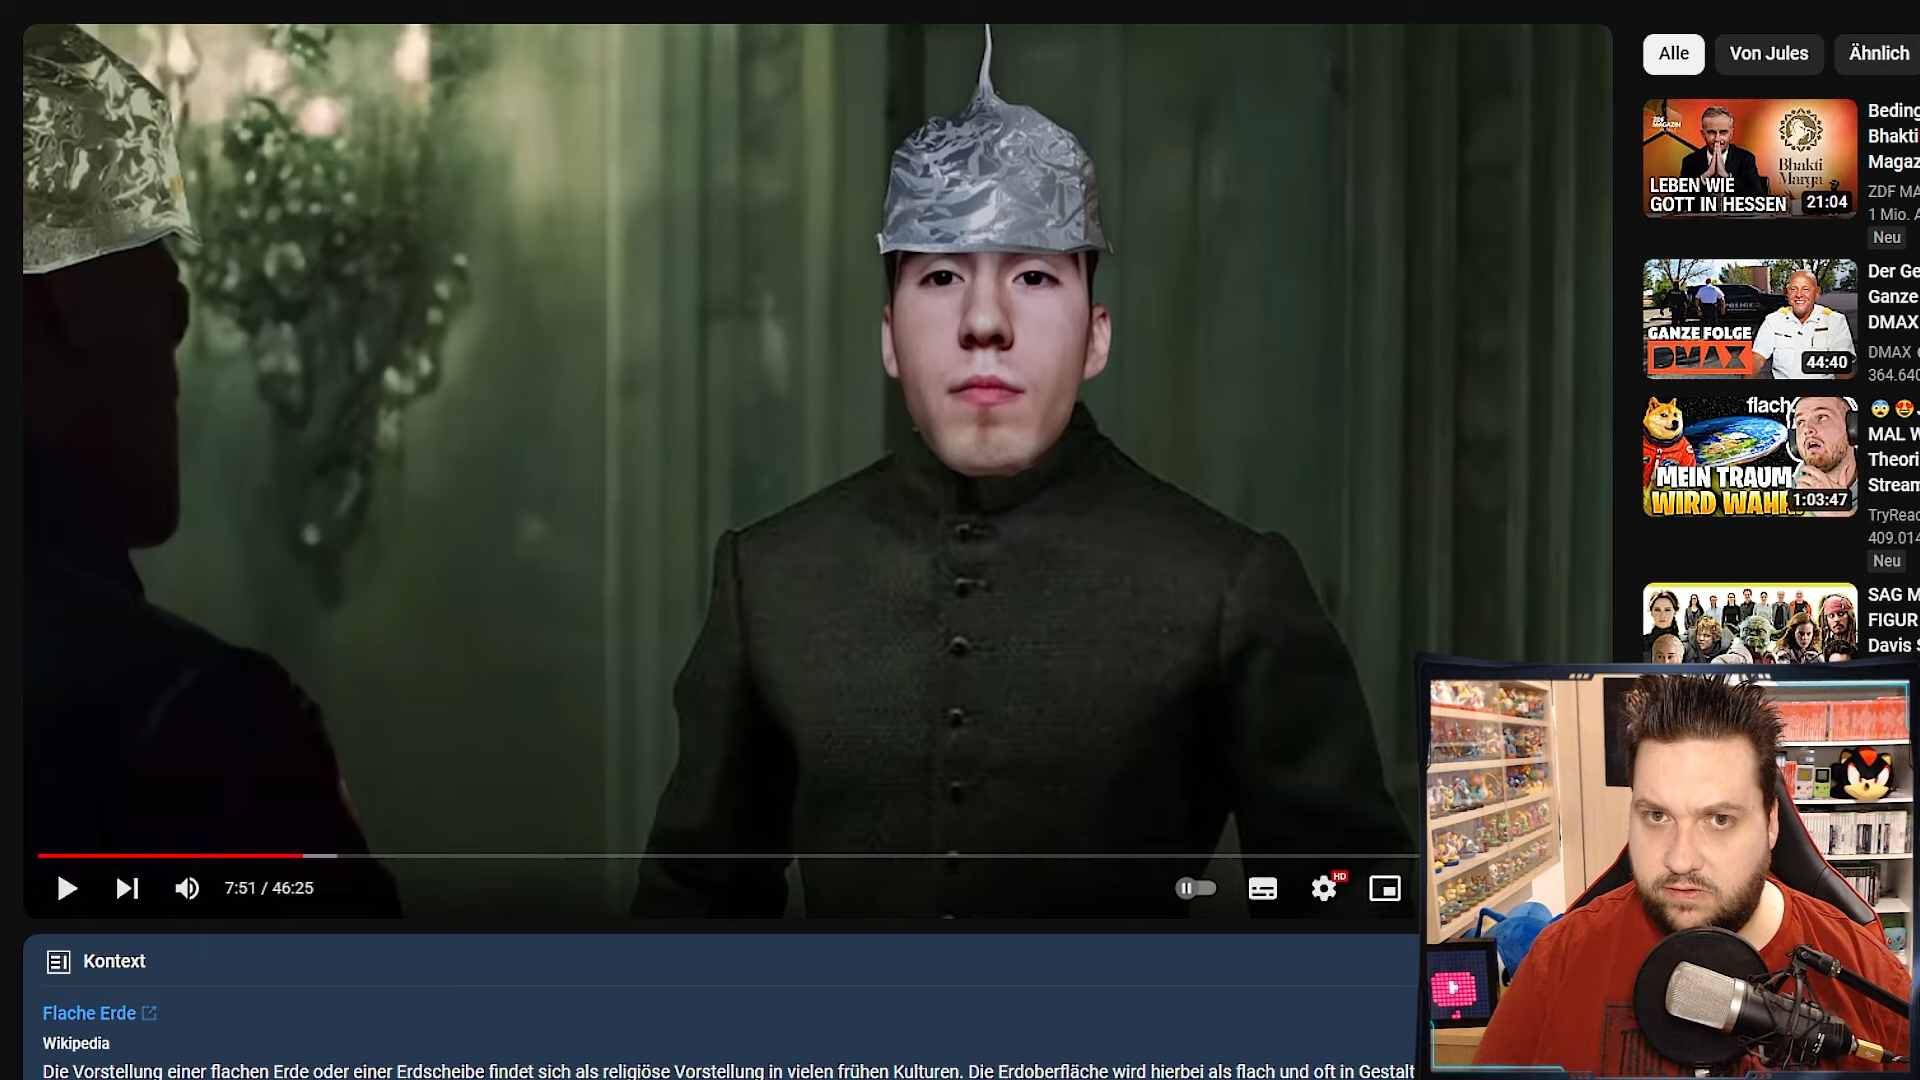 Alle
Von Jules
Ähnlich
LEBEN WIE
GOTT IN HESSEN
Bhakti
Marga
21:04
Bhakti
Magaz
ZDF MA
1 Mio. A
Neu
GANZE FOLGE
DMAX
44:40
Der Ge
Ganze
DMAX
DMAX
364.640
flach
MEIN TRAUM
WIRD WAHR
1:03:47
MAL W
Theori
Stream
TryReac
409.014
Neu
SAG M
FIGUR
Davis S
7:51 / 46:25
HD
Kontext
Flache Erde
Wikipedia
Die Vorstellung einer flachen Erde oder einer Erdscheibe findet sich als religiöse Vorstellung in vielen frühen Kulturen. Die Erdoberfläche wird hierbei als flach und oft in Gestalt